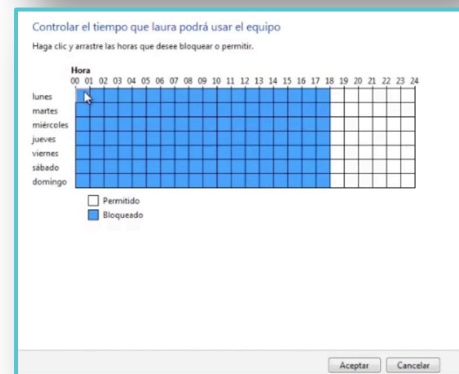 Controlar el tiempo que laura podrá usar el equipo
Haga clic y arrastre las horas que desee bloquear o permitir.
Hora
00 01 02 03 04 05 06 07 08 09 10 11 12 13 14 15 16 17 18 19 20 21 22 23 24
lunes
martes
miércoles
jueves
viernes
sábado
domingo
Permitido
Bloqueado
Aceptar Cancelar